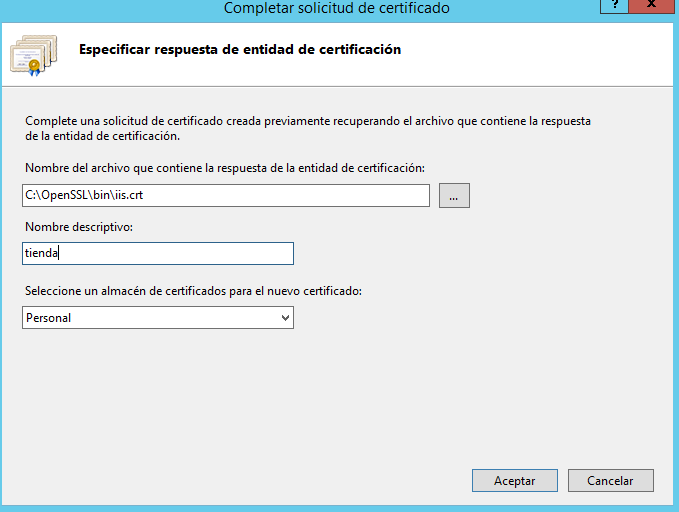 Completar solicitud de certificado
?
x
Especificar respuesta de entidad de certificación
Complete una solicitud de certificado creada previamente recuperando el archivo que contiene la respuesta
de la entidad de certificación.
Nombre del archivo que contiene la respuesta de la entidad de certificación:
C:\OpenSSL\bin\iis.crt
...
Nombre descriptivo:
tienda
Seleccione un almacén de certificados para el nuevo certificado:
Personal
Aceptar
Cancelar